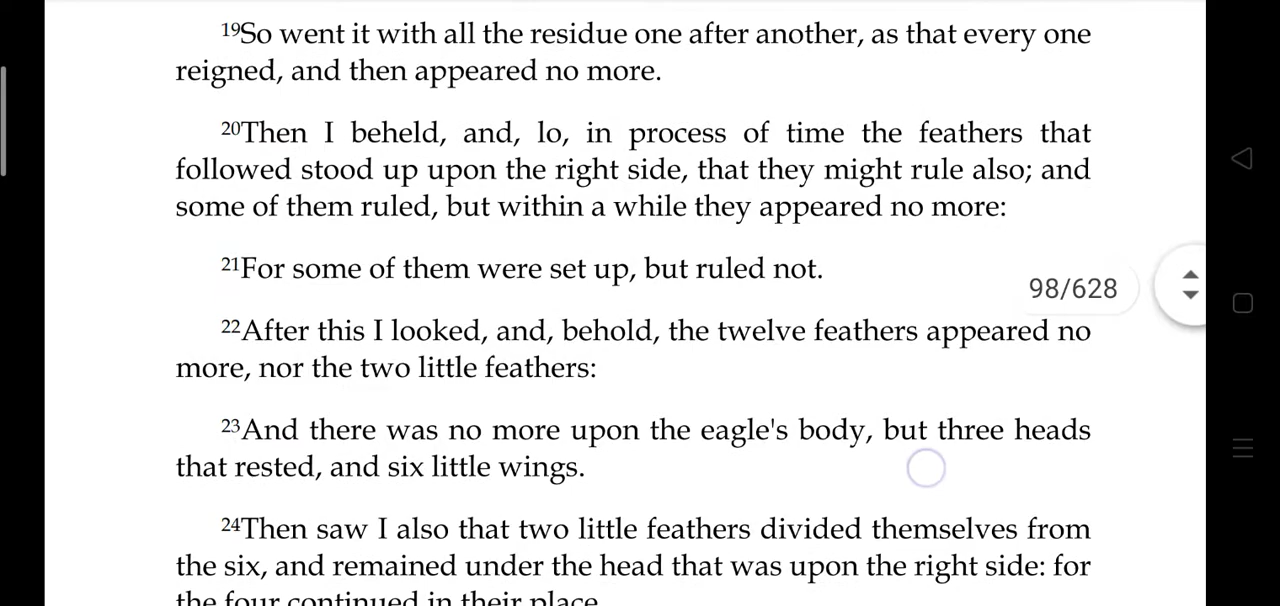 19So went it with all the residue one after another, as that every one
reigned, and then appeared no more.
20Then I beheld, and, lo, in process of time the feathers that
followed stood up upon the right side, that they might rule also; and
some of them ruled, but within a while they appeared no more:
21For some of them were set up, but ruled not.
98/628
22After this I looked, and, behold, the twelve feathers appeared no
more, nor the two little feathers:
23And there was no more upon the eagle's body, but three heads
that rested, and six little wings.
24Then saw I also that two little feathers divided themselves from
the six, and remained under the head that was upon the right side: for
the four continued in their place